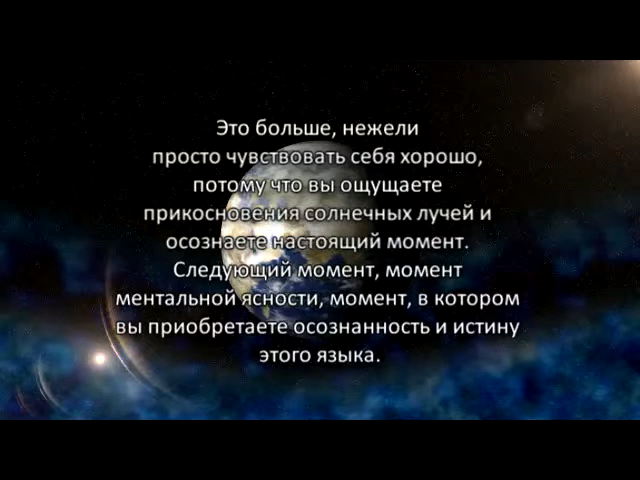 Это больше, нежели
просто чувствовать себя хорошо,
потому что вы ощущаете
прикосновения солнечных лучей и
осознаете настоящий момент.
Следующий момент, момент
ментальной ясности, момент, в котором
вы приобретаете осознанность и истину
этого языка.